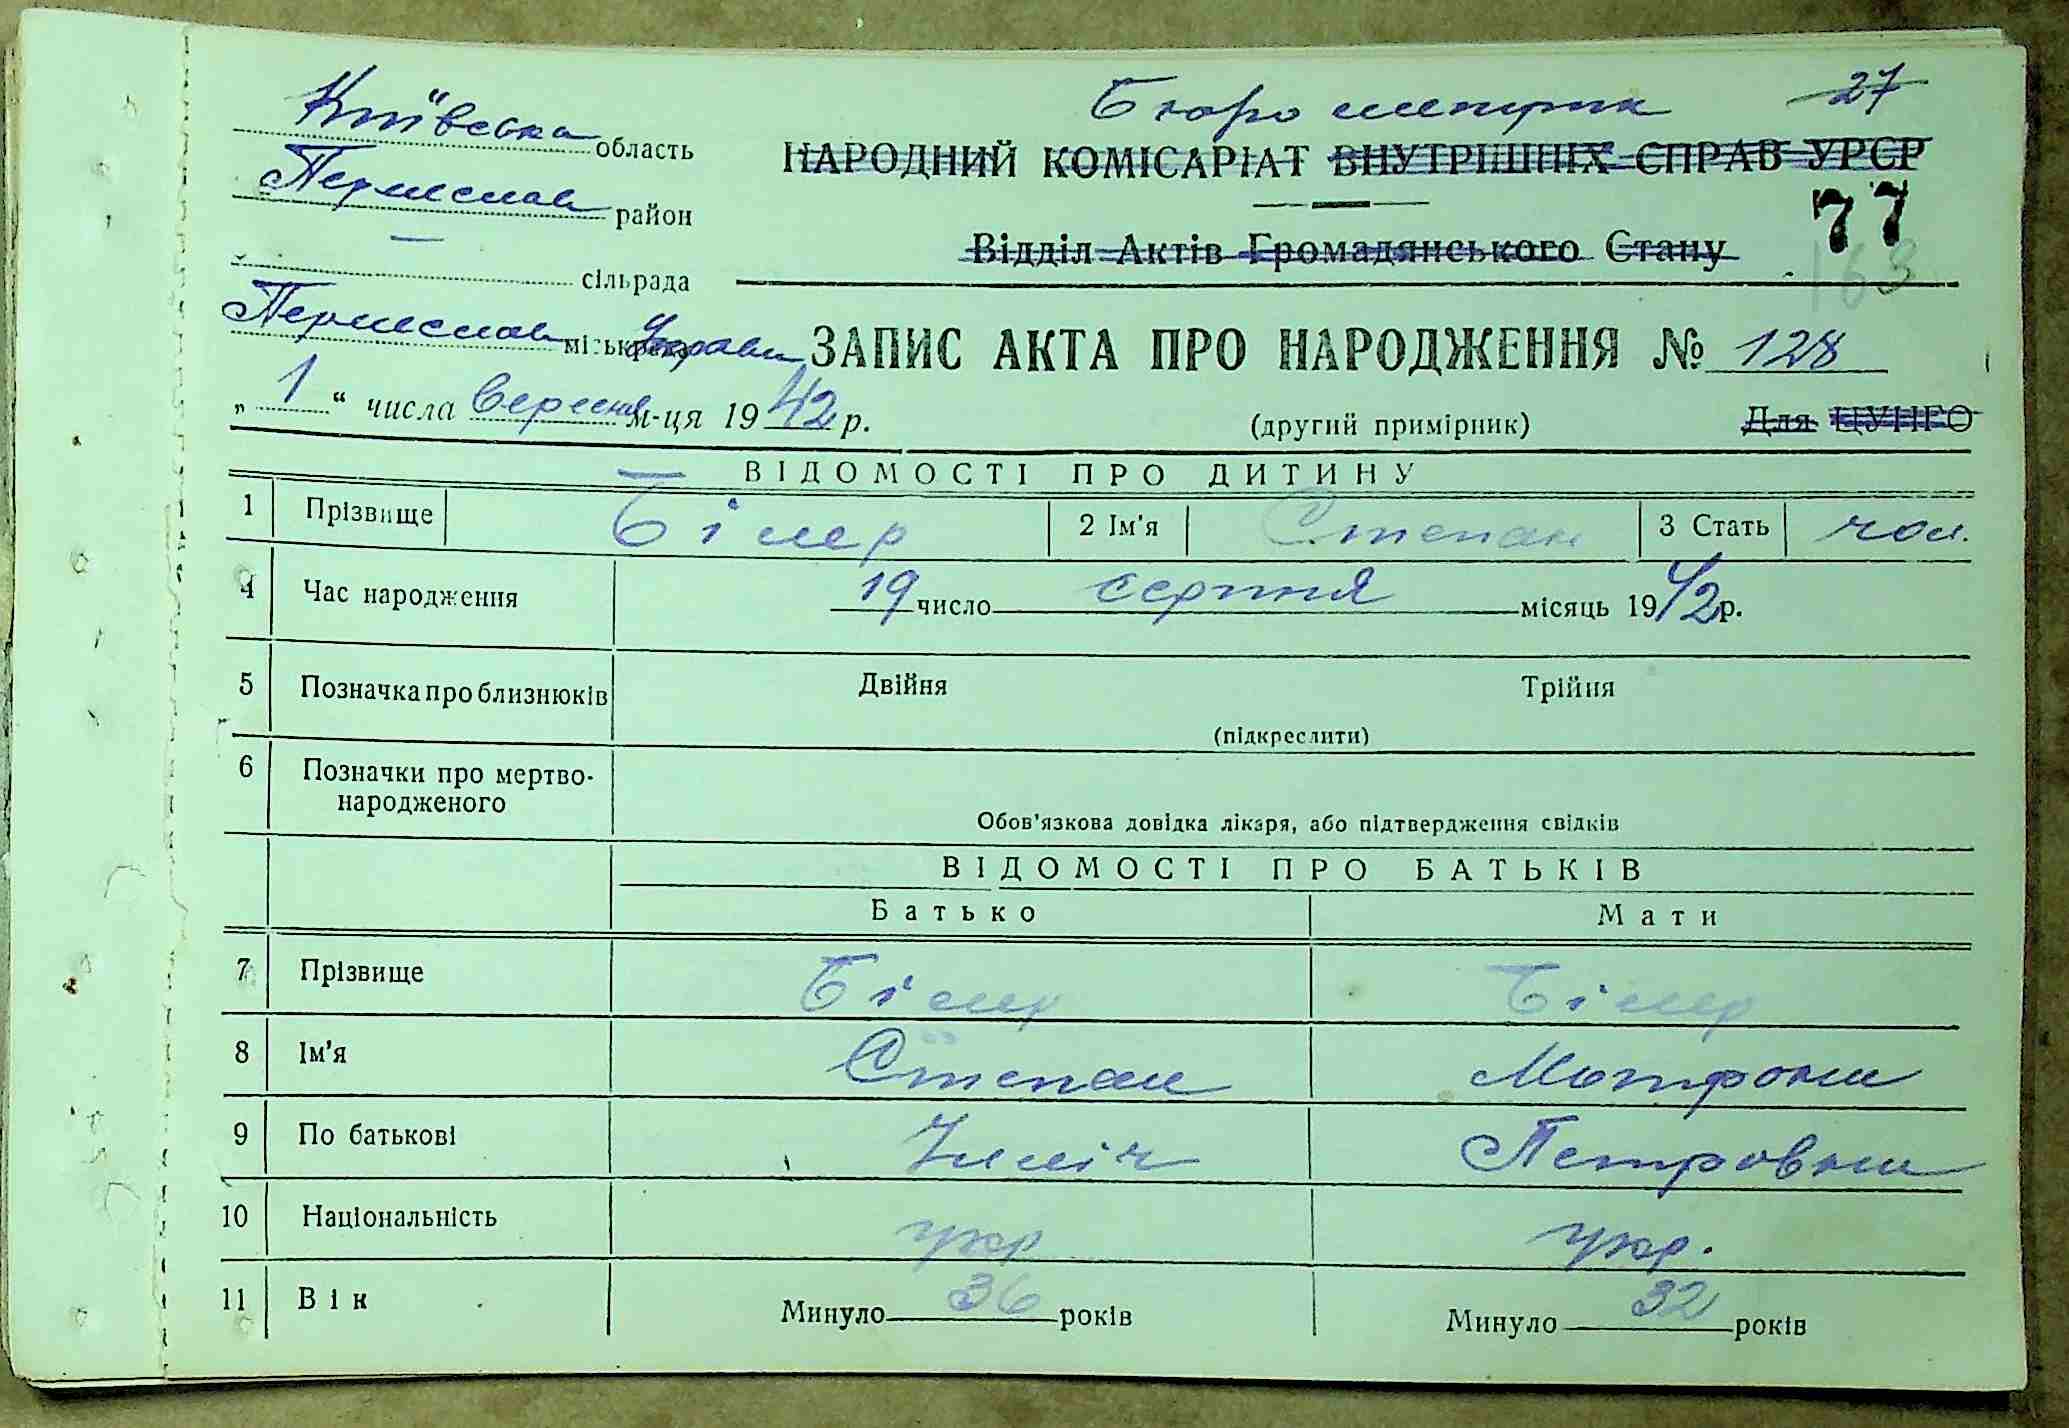 Київська область
Бюро метрик 27
НАРОДНИЙ КОМІСАРІАТ ВНУТРІШНІХ СПРАВ УРСР
Переяслав район
77
Відділ Актів Громадянського Стану
163
— сільрада
Переяслав міськрада Управи
ЗАПИС АКТА ПРО НАРОДЖЕННЯ № 128
„ 1 “ числа вересня м-ця 1942 р.
(другий примірник) Для ЦУНГО
ВІДОМОСТІ ПРО ДИТИНУ
1 Прізвище Білер 2 Ім'я Степан 3 Стать чол.
4 Час народження 19 число серпня місяць 1942 р.
5 Позначка про близнюків Двійня Трійня
(підкреслити)
6 Позначки про мертво-
народженого
Обов'язкова довідка лікаря, або підтвердження свідків
ВІДОМОСТІ ПРО БАТЬКІВ
Батько Мати
7 Прізвище Білер Білер
8 Ім'я Степан Мотрона
9 По батькові Ілліч Петровна
10 Національність укр укр.
11 Вік Минуло 36 років Минуло 32 років